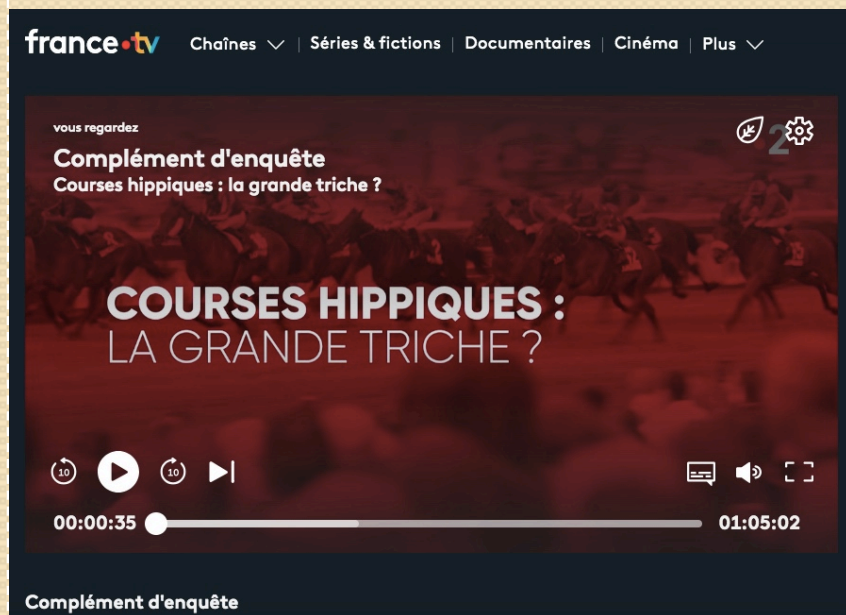 france•tv Chaînes | Séries & fictions | Documentaires | Cinéma | Plus
vous regardez
Complément d'enquête
Courses hippiques : la grande triche ?
2
COURSES HIPPIQUES :
LA GRANDE TRICHE ?
10 10
00:00:35 01:05:02
Complément d'enquête